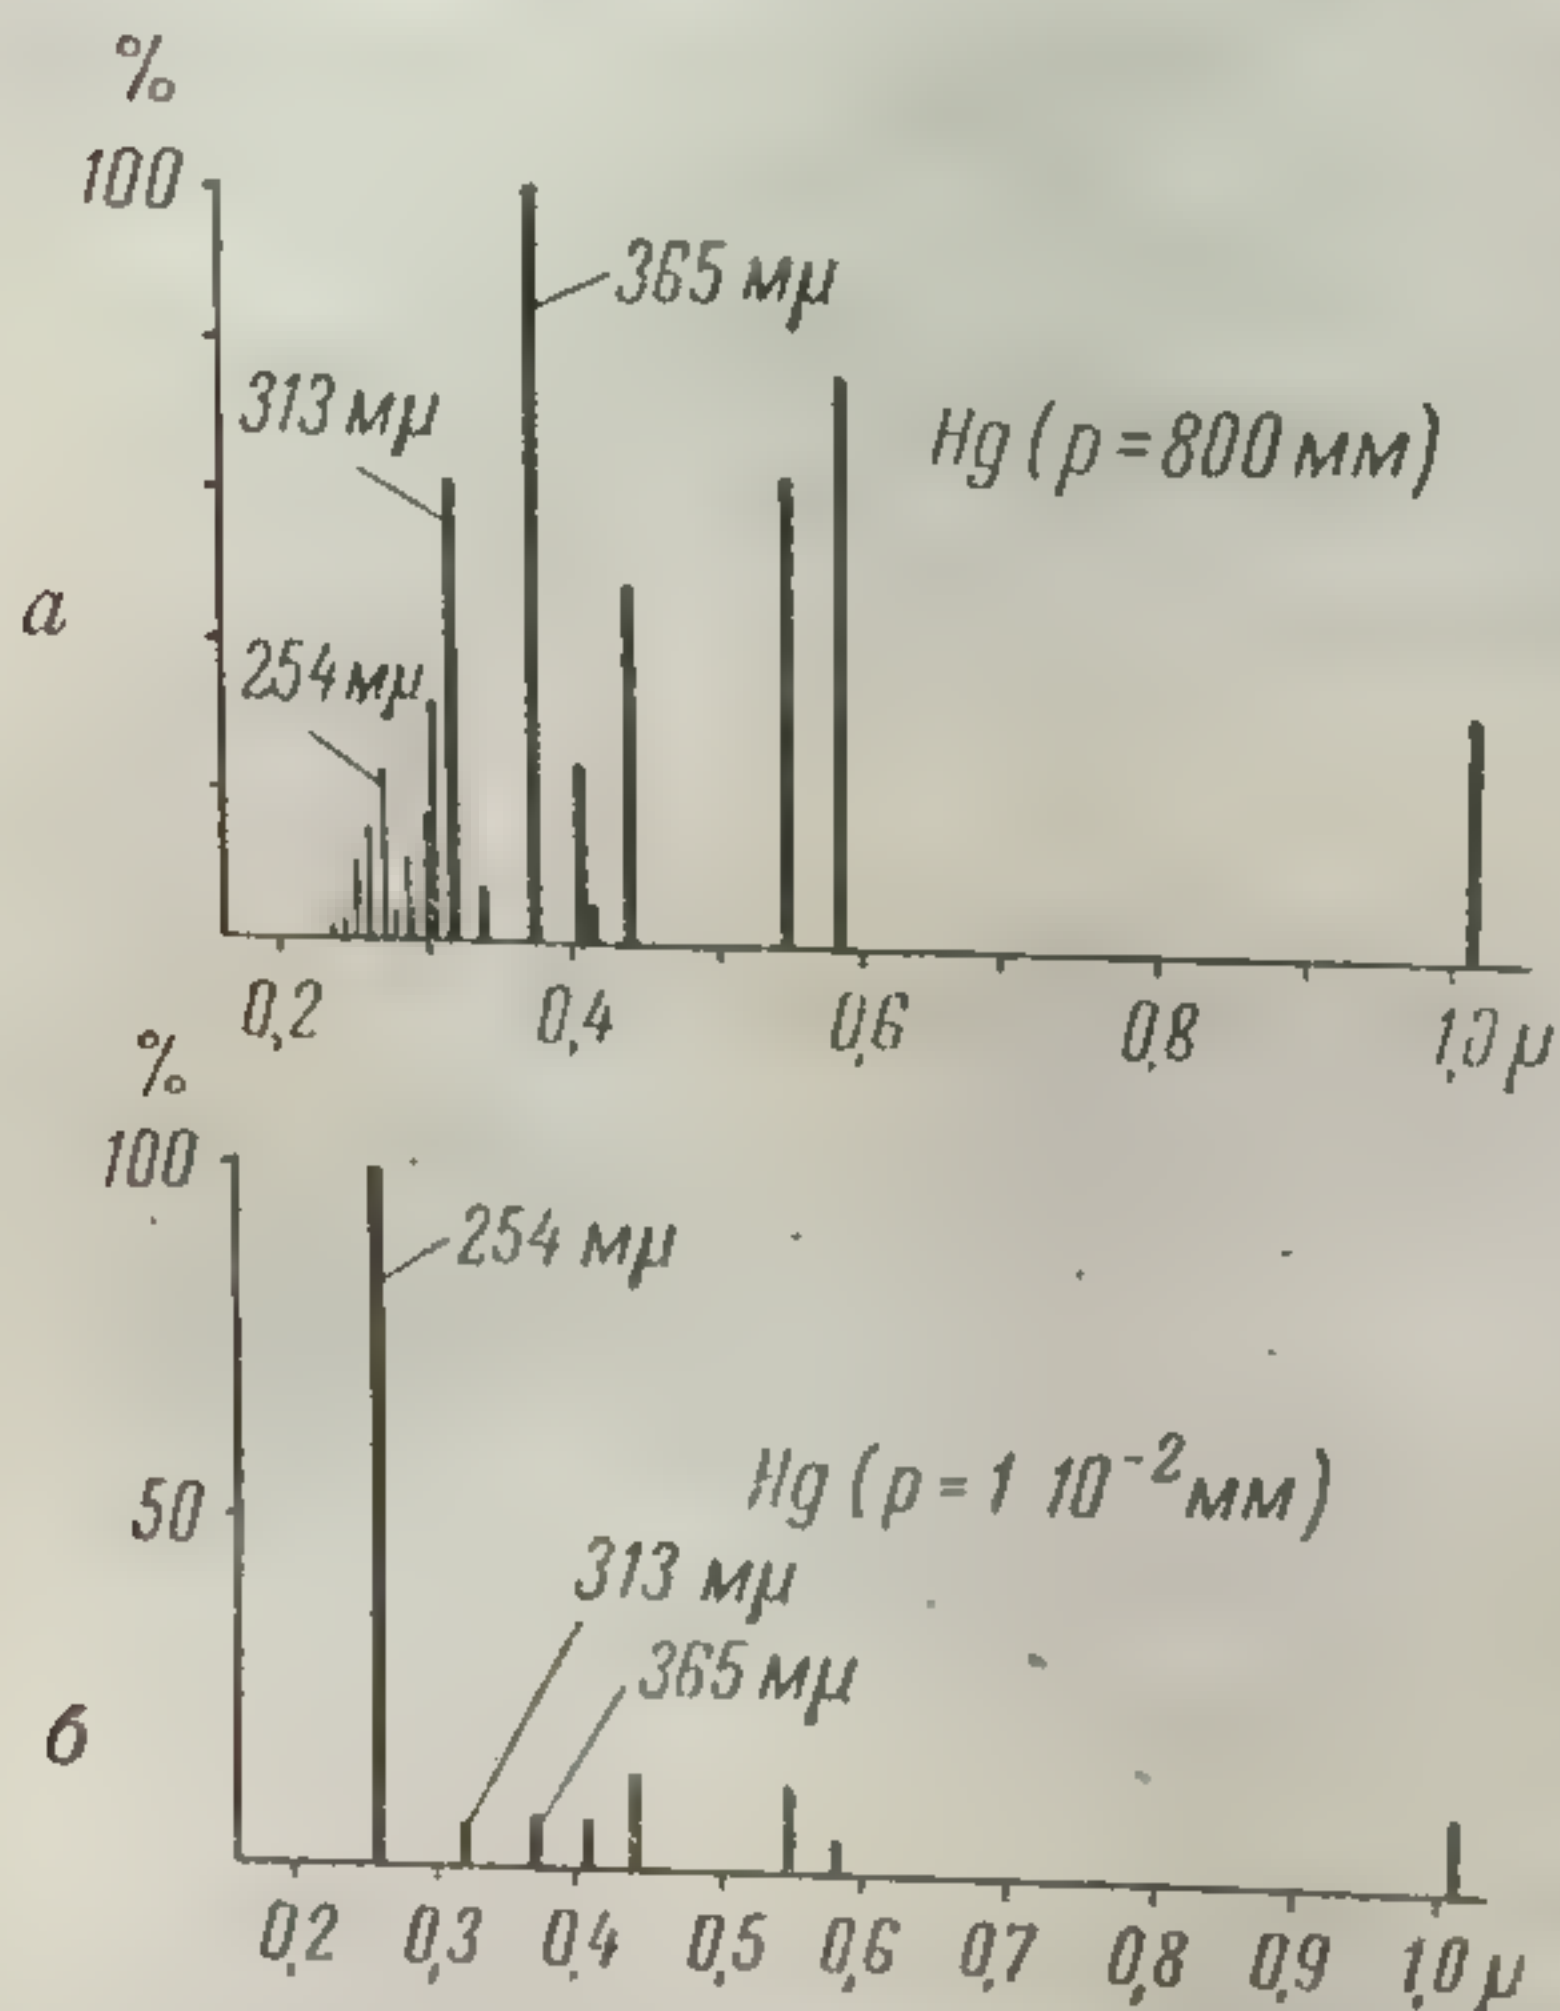 %
100
365 мμ
313 мμ
Hg (p = 800 мм)
а
254 мμ
0,2 0,4 0,6 0,8 1,0 μ
%
100
254 мμ
50
Hg (p = 1 10⁻² мм)
313 мμ
365 мμ
б
0,2 0,3 0,4 0,5 0,6 0,7 0,8 0,9 1,0 μ